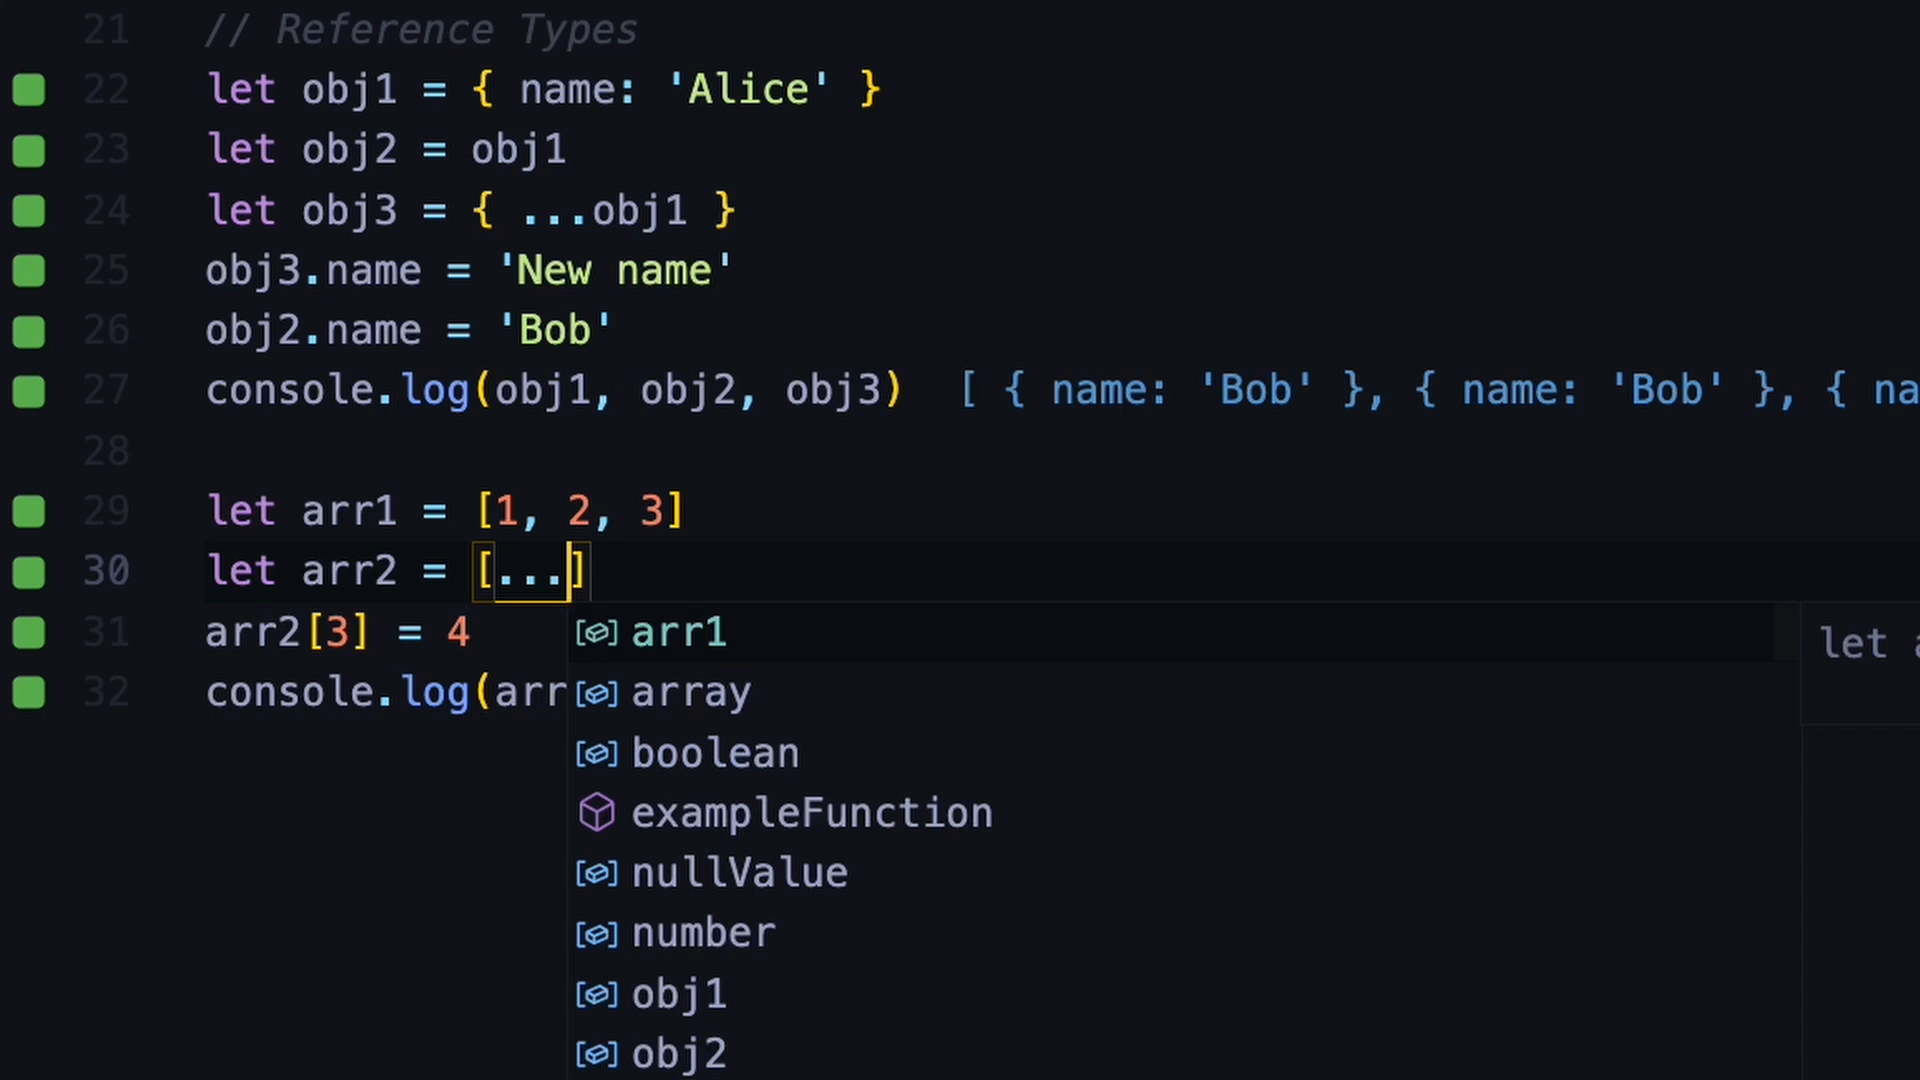 21 // Reference Types
22 let obj1 = { name: 'Alice' }
23 let obj2 = obj1
24 let obj3 = { ...obj1 }
25 obj3.name = 'New name'
26 obj2.name = 'Bob'
27 console.log(obj1, obj2, obj3) [ { name: 'Bob' }, { name: 'Bob' }, { na
28
29 let arr1 = [1, 2, 3]
30 let arr2 = [...]
31 arr2[3] = 4
32 console.log(arr
arr1
array
boolean
exampleFunction
nullValue
number
obj1
obj2
let a